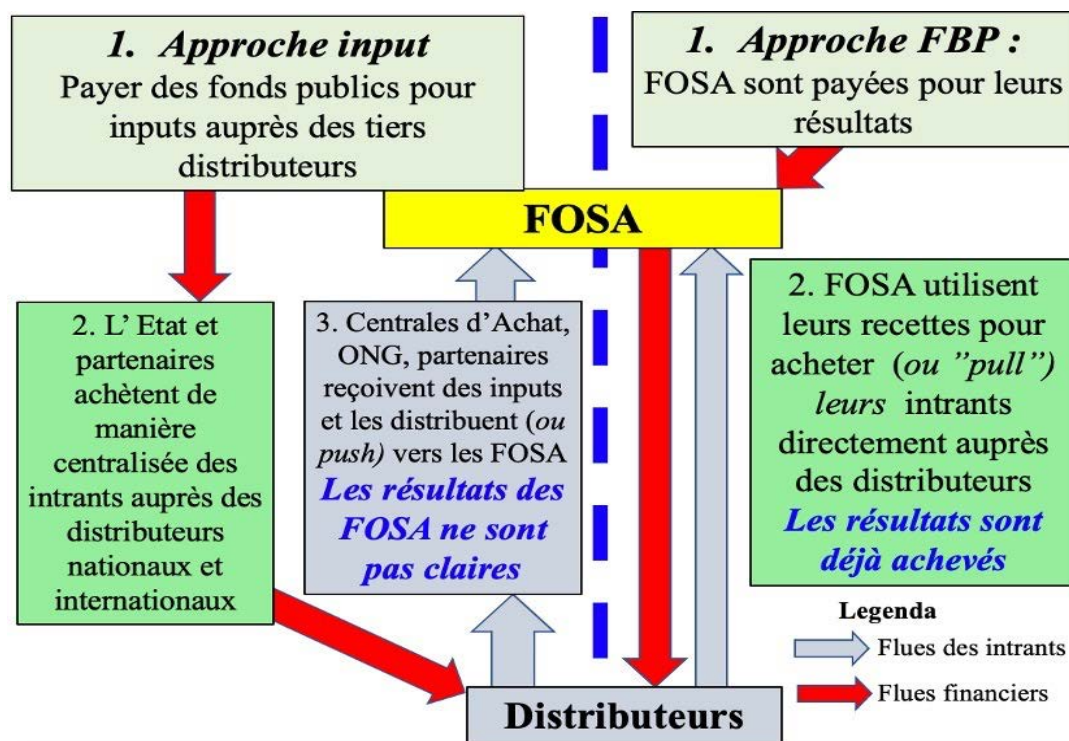 1. Approche input
Payer des fonds publics pour
inputs auprès des tiers
distributeurs
1. Approche FBP :
FOSA sont payées pour leurs
résultats
FOSA
2. L’ Etat et
partenaires
achètent de
manière
centralisée des
intrants auprès des
distributeurs
nationaux et
internationaux
3. Centrales d’Achat,
ONG, partenaires
reçoivent des inputs
et les distribuent (ou
push) vers les FOSA
Les résultats des
FOSA ne sont
pas claires
2. FOSA utilisent
leurs recettes pour
acheter (ou ”pull”)
leurs intrants
directement auprès
des distributeurs
Les résultats sont
déjà achevés
Legenda
Flues des intrants
Flues financiers
Distributeurs